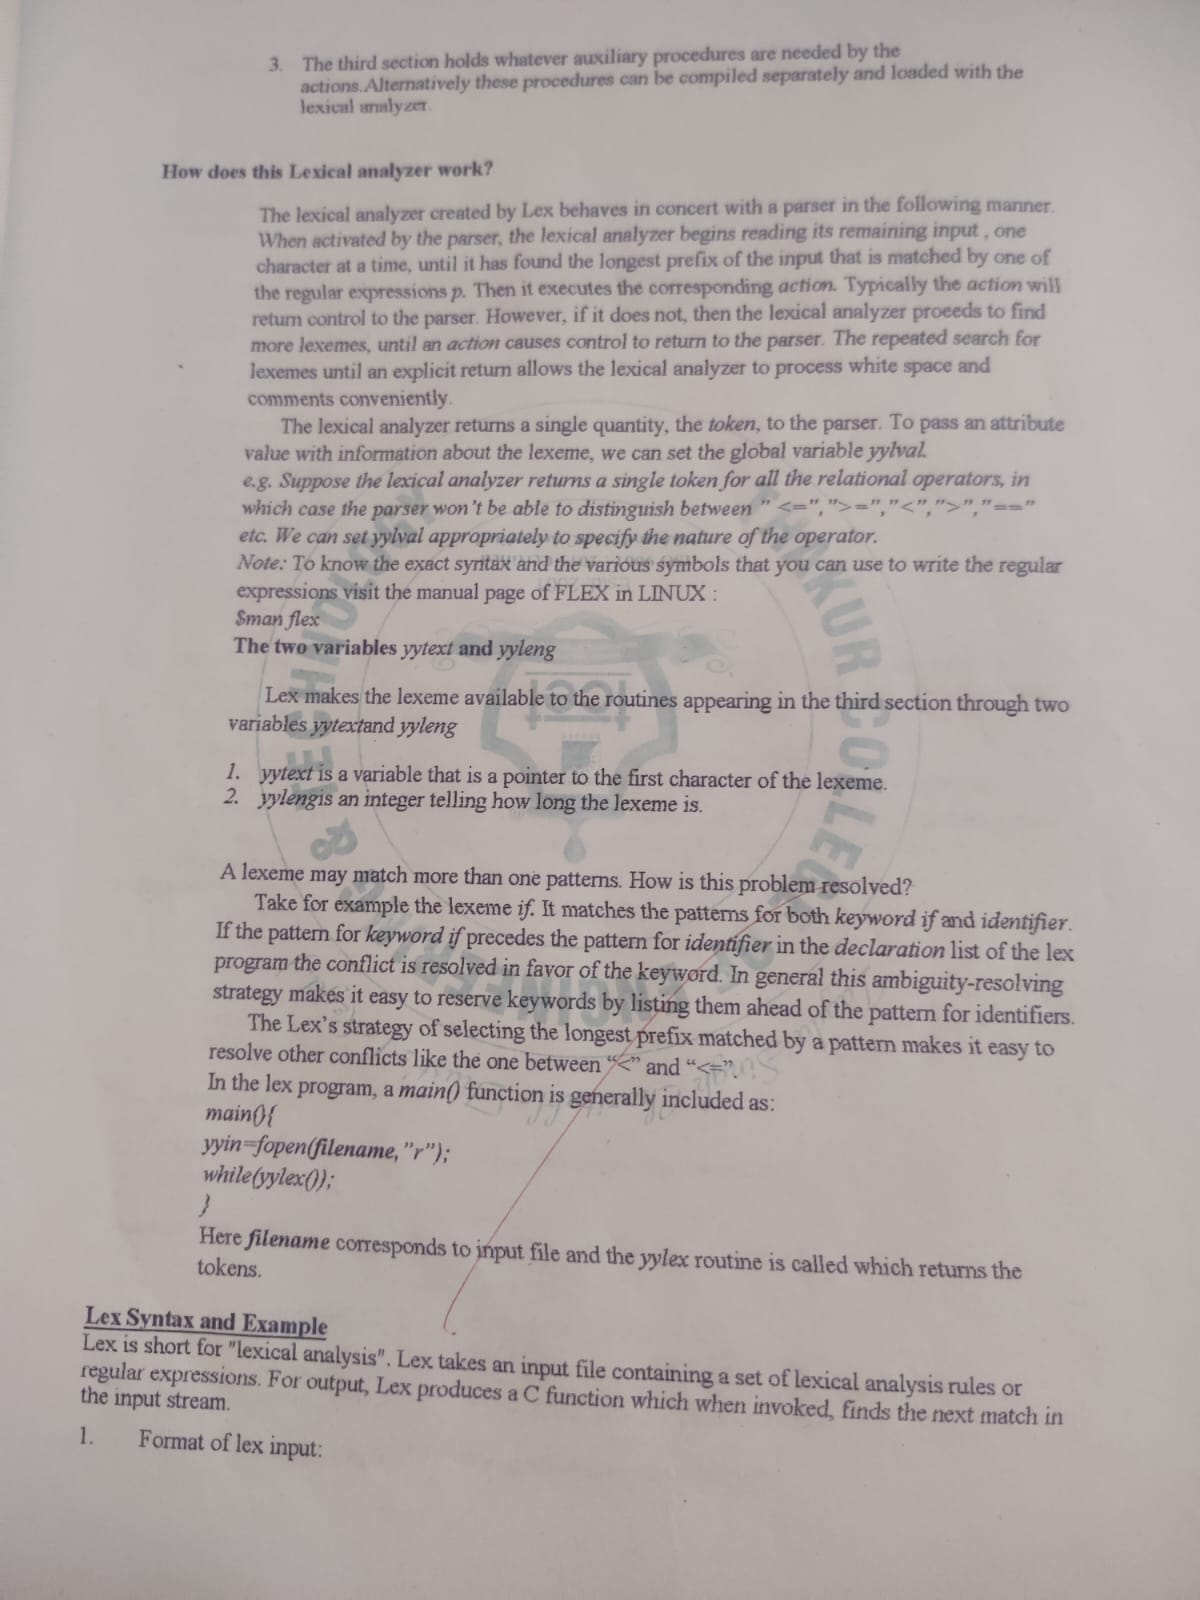 3. The third section holds whatever auxiliary procedures are needed by the
actions.Alternatively these procedures can be compiled separately and loaded with the
lexical analyzer.
How does this Lexical analyzer work?
The lexical analyzer created by Lex behaves in concert with a parser in the following manner.
When activated by the parser, the lexical analyzer begins reading its remaining input , one
character at a time, until it has found the longest prefix of the input that is matched by one of
the regular expressions p. Then it executes the corresponding action. Typically the action will
return control to the parser. However, if it does not, then the lexical analyzer proeeds to find
more lexemes, until an action causes control to return to the parser. The repeated search for
lexemes until an explicit return allows the lexical analyzer to process white space and
comments conveniently.
The lexical analyzer returns a single quantity, the token, to the parser. To pass an attribute
value with information about the lexeme, we can set the global variable yylval.
e.g. Suppose the lexical analyzer returns a single token for all the relational operators, in
which case the parser won't be able to distinguish between " <=",">=","<",">","=="
etc. We can set yylval appropriately to specify the nature of the operator.
Note: To know the exact syntax and the various symbols that you can use to write the regular
expressions visit the manual page of FLEX in LINUX :
$man flex
The two variables yytext and yyleng
Lex makes the lexeme available to the routines appearing in the third section through two
variables yytextand yyleng
1. yytext is a variable that is a pointer to the first character of the lexeme.
2. yylengis an integer telling how long the lexeme is.
A lexeme may match more than one patterns. How is this problem resolved?
Take for example the lexeme if. It matches the patterns for both keyword if and identifier.
If the pattern for keyword if precedes the pattern for identifier in the declaration list of the lex
program the conflict is resolved in favor of the keyword. In general this ambiguity-resolving
strategy makes it easy to reserve keywords by listing them ahead of the pattern for identifiers.
The Lex's strategy of selecting the longest prefix matched by a pattern makes it easy to
resolve other conflicts like the one between “<” and “<=”.
In the lex program, a main() function is generally included as:
main(){
yyin=fopen(filename,"r");
while(yylex());
}
Here filename corresponds to input file and the yylex routine is called which returns the
tokens.
Lex Syntax and Example
Lex is short for "lexical analysis". Lex takes an input file containing a set of lexical analysis rules or
regular expressions. For output, Lex produces a C function which when invoked, finds the next match in
the input stream.
1. Format of lex input:
THAKUR COLLEGE
ENGINEERING
& TECHNOLOGY